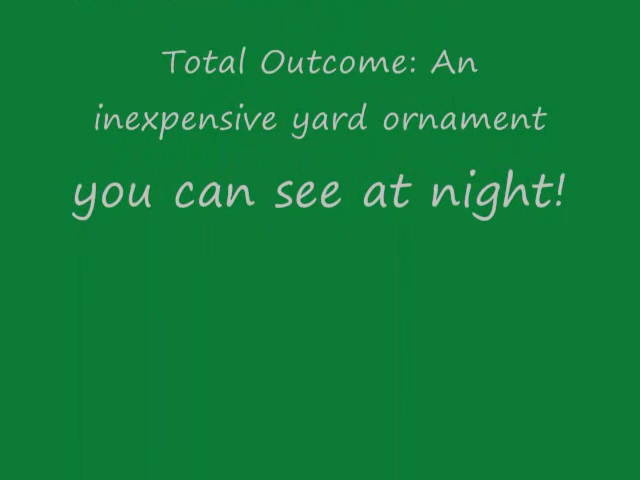 Total Outcome: An
inexpensive yard ornament
you can see at night!